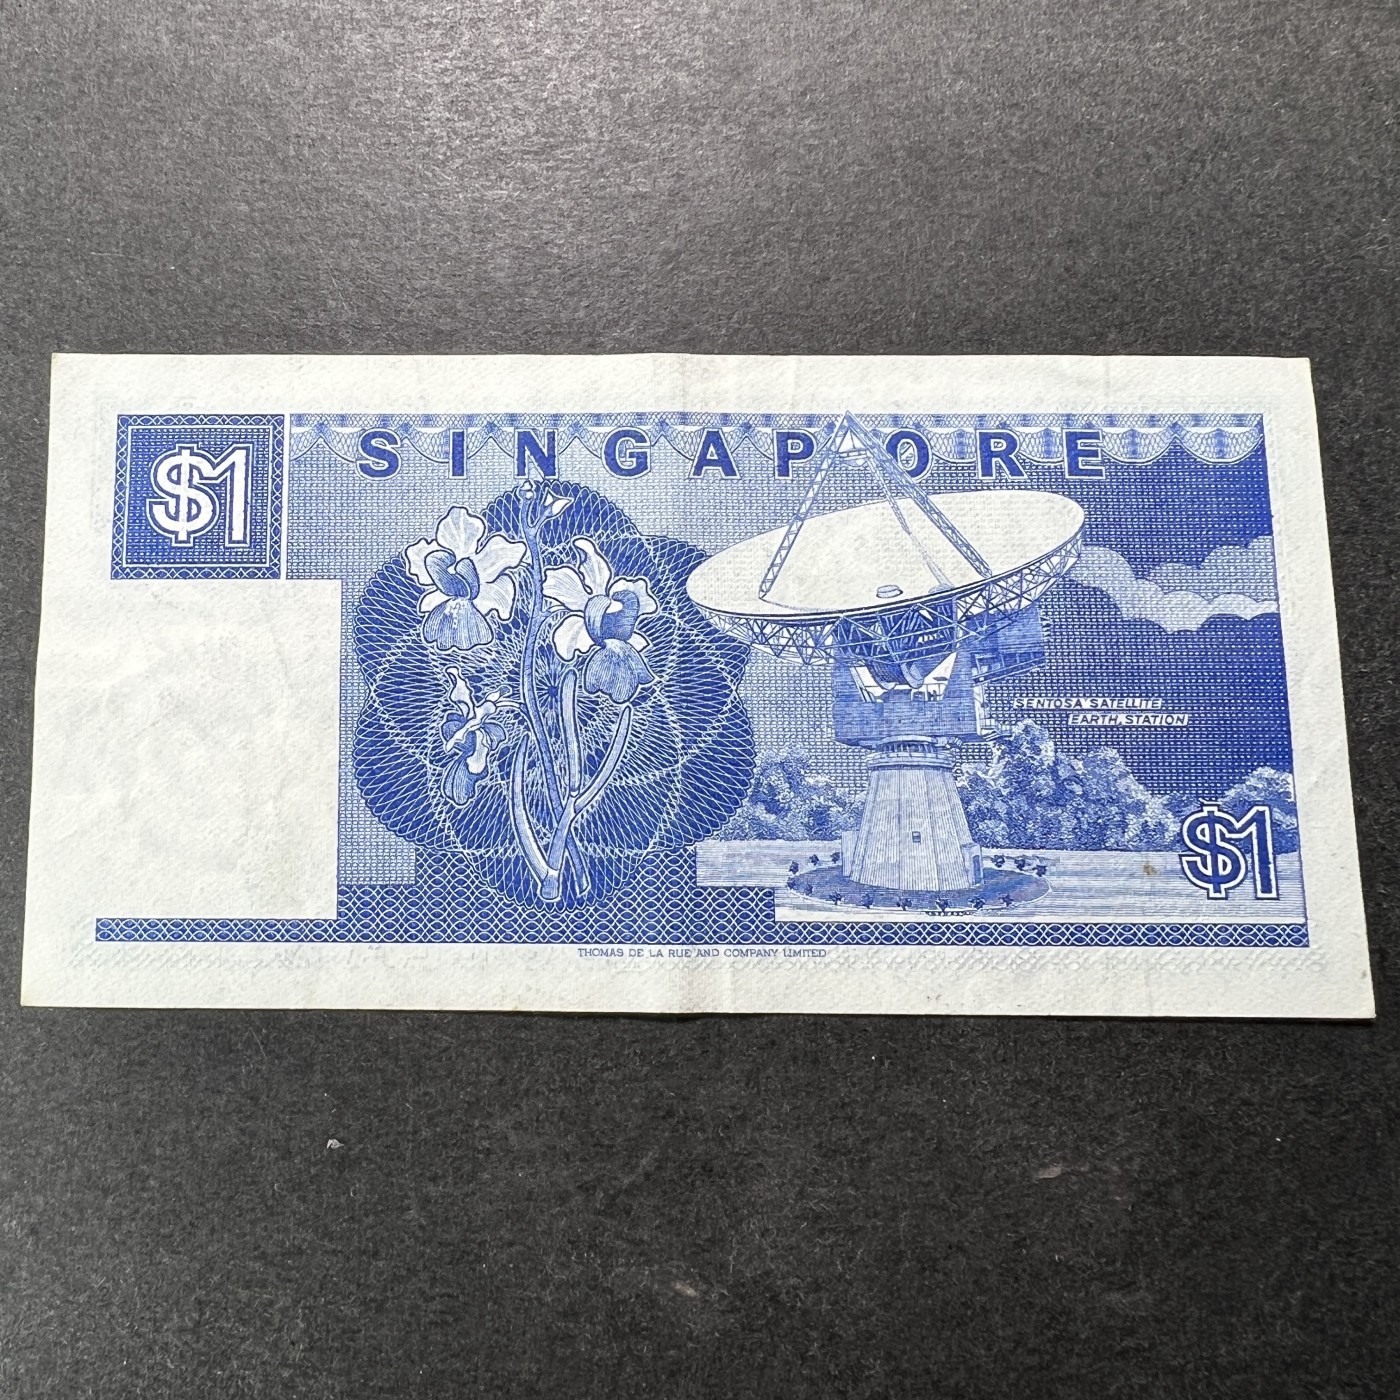 $1
SINGAPORE
SENTOSA SATELLITE
EARTH STATION
$1
THOMAS DE LA RUE AND COMPANY LIMITED